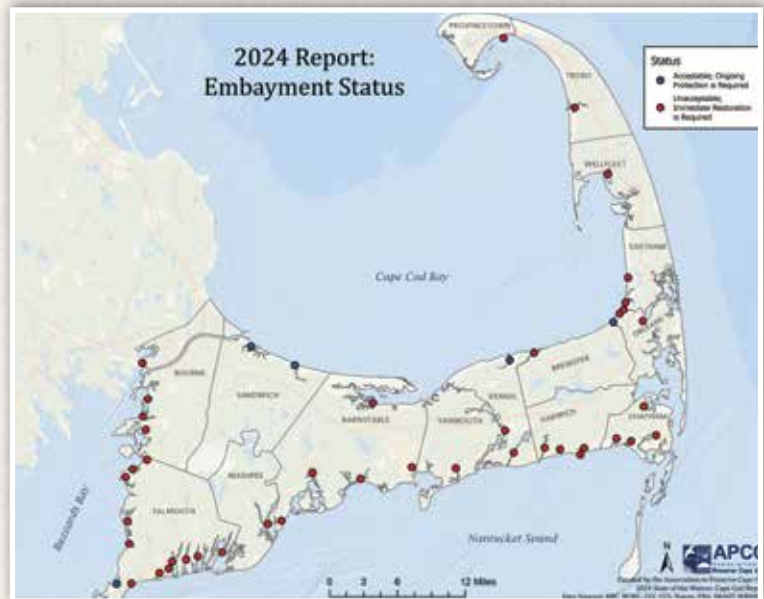 2024 Report:
Embayment Status
Status
Acceptable; Ongoing
Protection is Required
Unacceptable;
Immediate Restoration
is Required
PROVINCETOWN
TRURO
WELLFLEET
EASTHAM
ORLEANS
Cape Cod Bay
BOURNE
SANDWICH
BARNSTABLE
YARMOUTH
DENNIS
BREWSTER
HARWICH
CHATHAM
MASHPEE
FALMOUTH
Buzzards Bay
Nantucket Sound
0 3 6 12 Miles
N
APCC